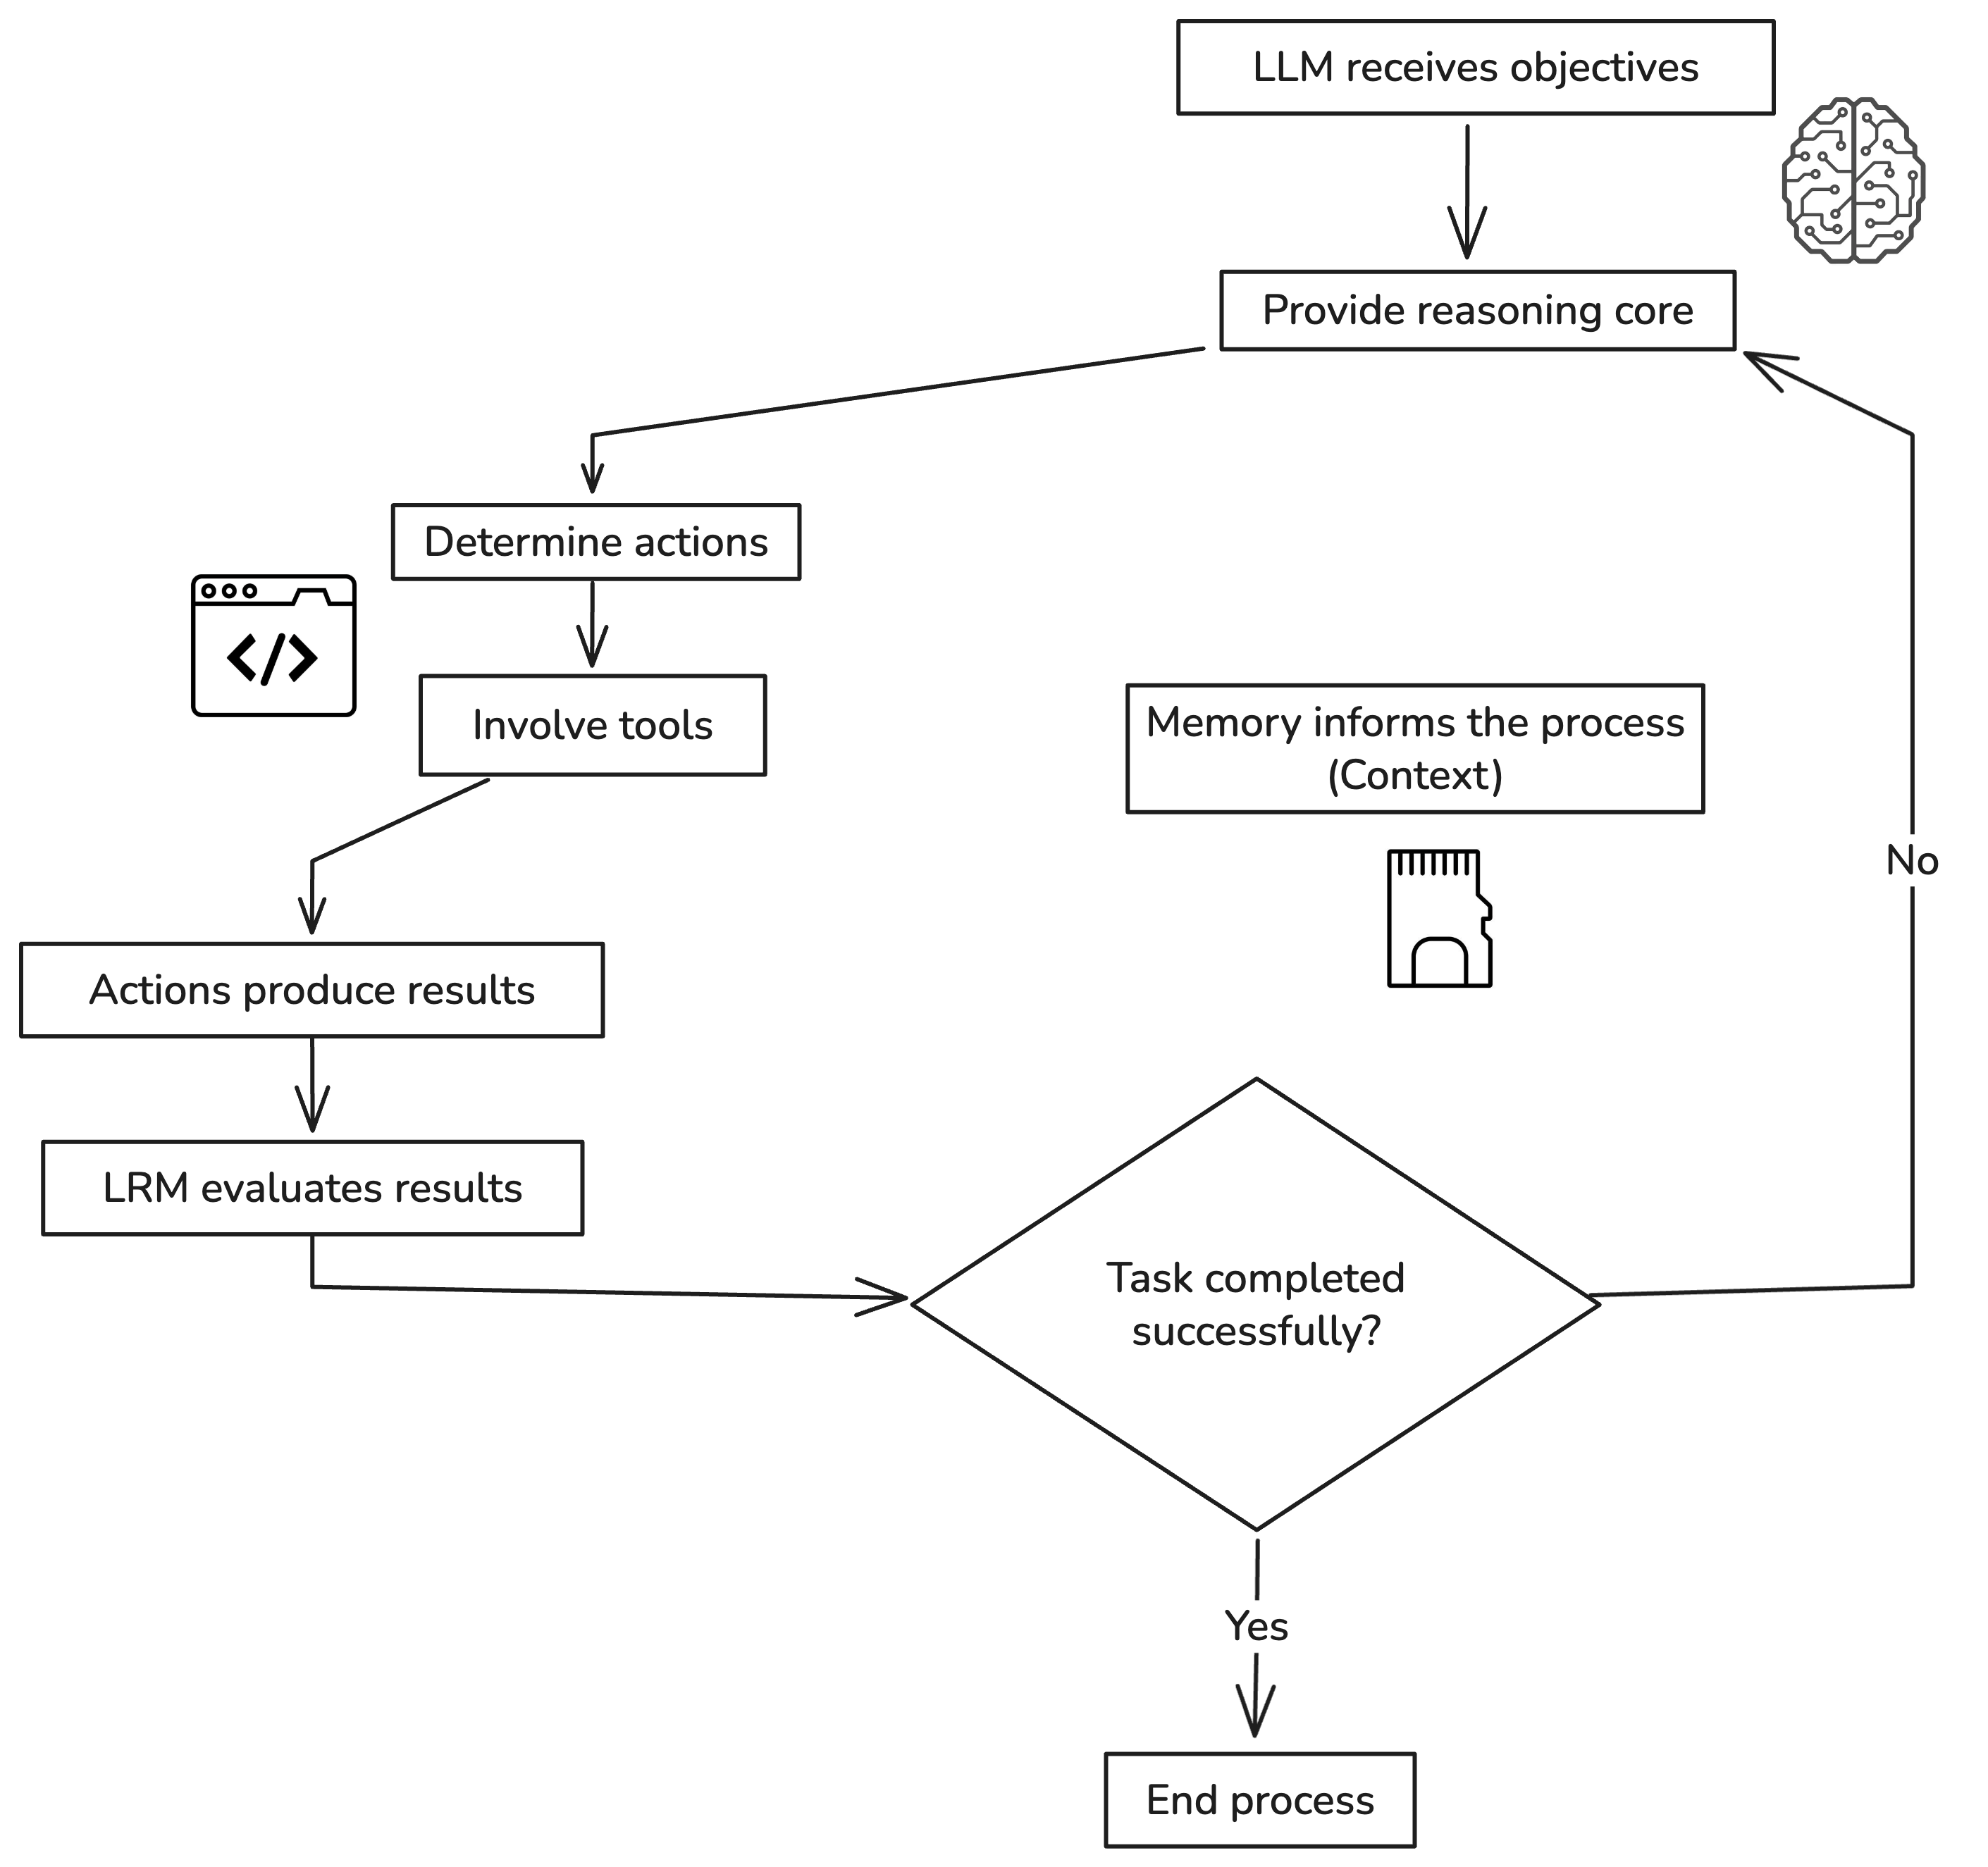 LLM receives objectives
Provide reasoning core
Determine actions
</>
Involve tools
Memory informs the process
(Context)
No
Actions produce results
LRM evaluates results
Task completed
successfully?
Yes
End process